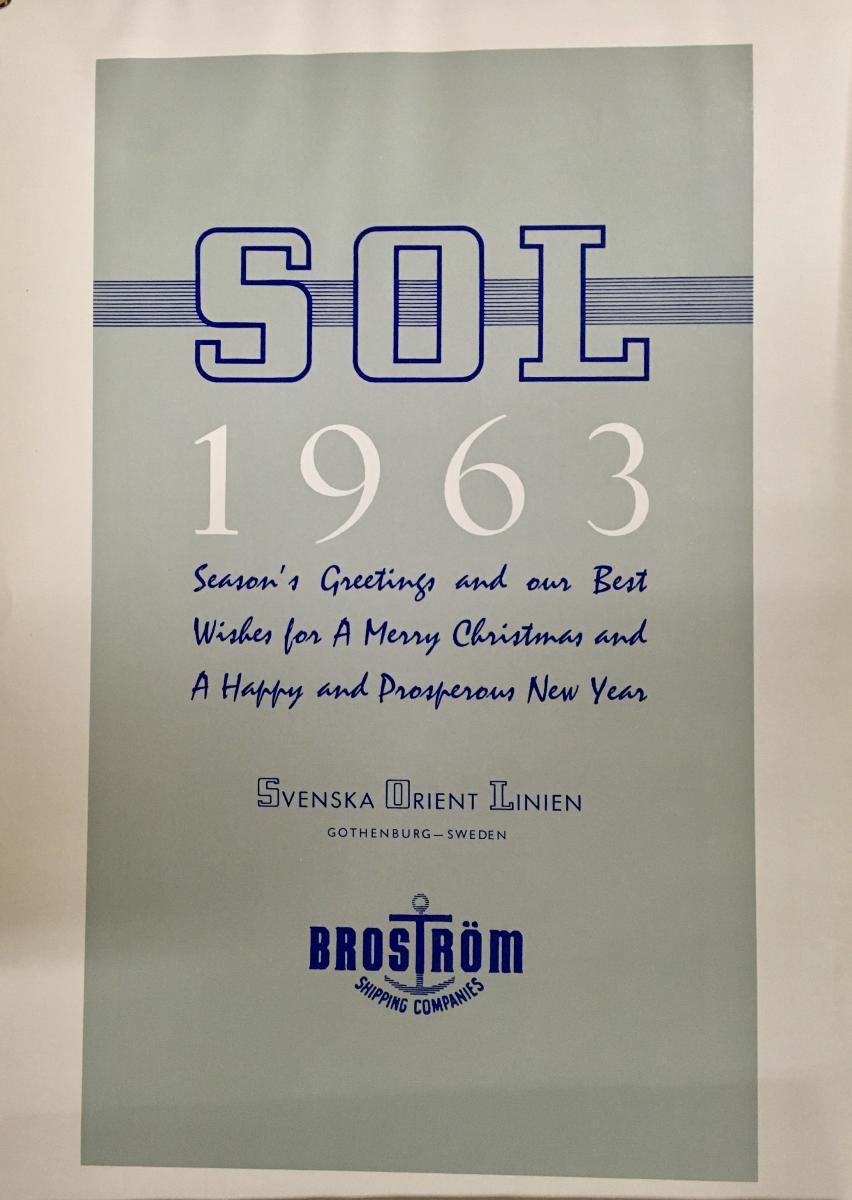 SOL
1963
Season's Greetings and our Best
Wishes for A Merry Christmas and
A Happy and Prosperous New Year
SVENSKA ORIENT LINIEN
GOTHENBURG—SWEDEN
BROSTRÖM
SHIPPING COMPANIES